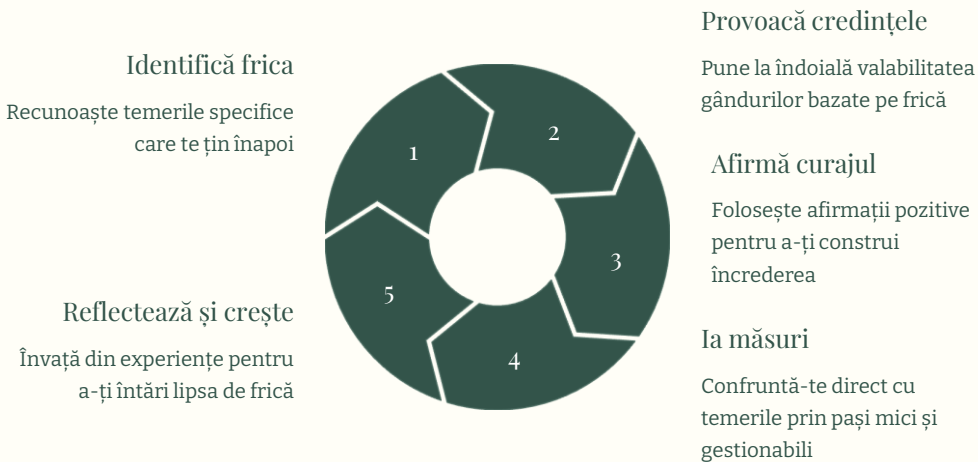 Identifică frica
Recunoaște temerile specifice
care te țin înapoi
1
Provoacă credințele
Pune la îndoială valabilitatea
gândurilor bazate pe frică
2
Afirmă curajul
Folosește afirmații pozitive
pentru a-ți construi
încrederea
3
Ia măsuri
Confruntă-te direct cu
temerile prin pași mici și
gestionabili
4
Reflectează și crește
Învață din experiențe pentru
a-ți întări lipsa de frică
5